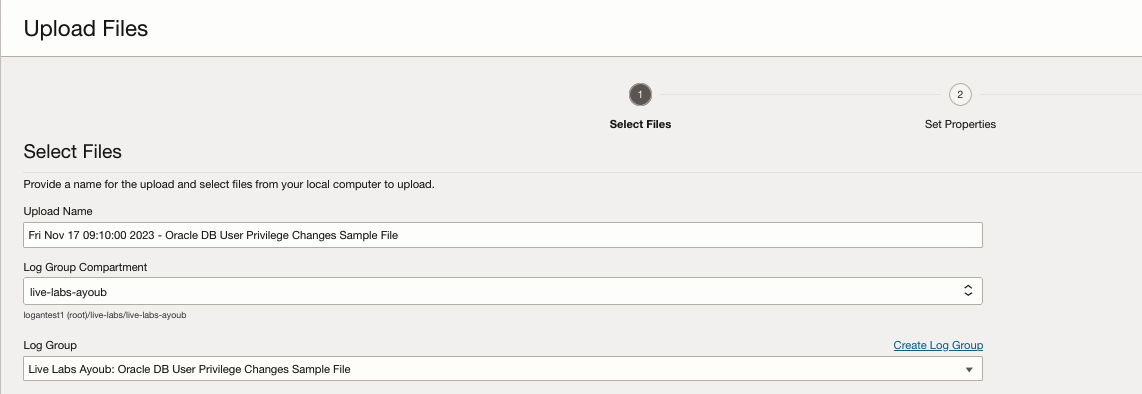 Upload Files
1
2
Select Files
Set Properties
Select Files
Provide a name for the upload and select files from your local computer to upload.
Upload Name
Fri Nov 17 09:10:00 2023 - Oracle DB User Privilege Changes Sample File
Log Group Compartment
live-labs-ayoub
logantest1 (root)/live-labs/live-labs-ayoub
Log Group
Create Log Group
Live Labs Ayoub: Oracle DB User Privilege Changes Sample File